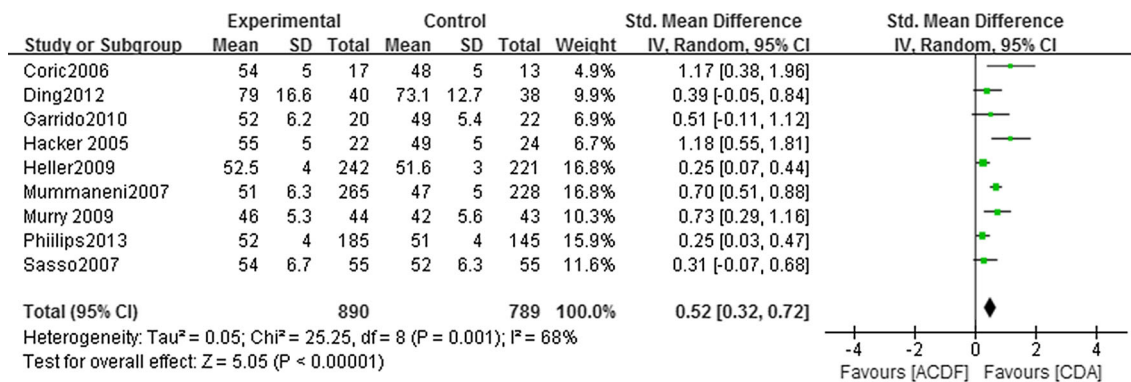 Experimental Control Std. Mean Difference Std. Mean Difference
Study or Subgroup Mean SD Total Mean SD Total Weight IV, Random, 95% CI IV, Random, 95% CI
Coric2006 54 5 17 48 5 13 4.9% 1.17 [0.38, 1.96]
Ding2012 79 16.6 40 73.1 12.7 38 9.9% 0.39 [-0.05, 0.84]
Garrido2010 52 6.2 20 49 5.4 22 6.9% 0.51 [-0.11, 1.12]
Hacker 2005 55 5 22 49 5 24 6.7% 1.18 [0.55, 1.81]
Heller2009 52.5 4 242 51.6 3 221 16.8% 0.25 [0.07, 0.44]
Mummaneni2007 51 6.3 265 47 5 228 16.8% 0.70 [0.51, 0.88]
Murry 2009 46 5.3 44 42 5.6 43 10.3% 0.73 [0.29, 1.16]
Phiilips2013 52 4 185 51 4 145 15.9% 0.25 [0.03, 0.47]
Sasso2007 54 6.7 55 52 6.3 55 11.6% 0.31 [-0.07, 0.68]
Total (95% CI) 890 789 100.0% 0.52 [0.32, 0.72]
Heterogeneity: Tau² = 0.05; Chi² = 25.25, df = 8 (P = 0.001); I² = 68%
Test for overall effect: Z = 5.05 (P < 0.00001)
-4 -2 0 2 4
Favours [ACDF] Favours [CDA]